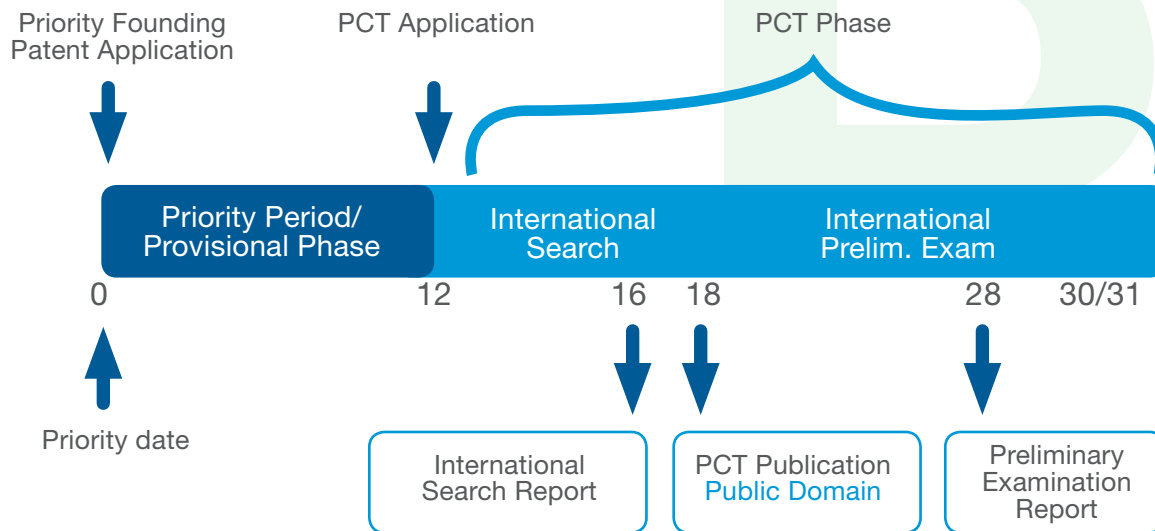 Priority Founding
Patent Application
PCT Application
PCT Phase
Priority Period/
Provisional Phase
International
Search
International
Prelim. Exam
0
12
16
18
28
30/31
Priority date
International
Search Report
PCT Publication
Public Domain
Preliminary
Examination
Report